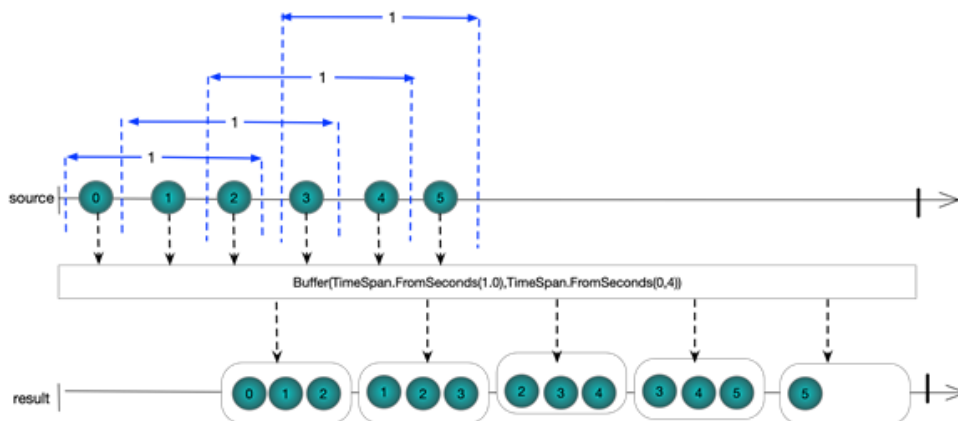 1
1
1
1
source 0 1 2 3 4 5
Buffer(TimeSpan.FromSeconds(1.0),TimeSpan.FromSeconds(0,4))
result 0 1 2 1 2 3 2 3 4 3 4 5 5